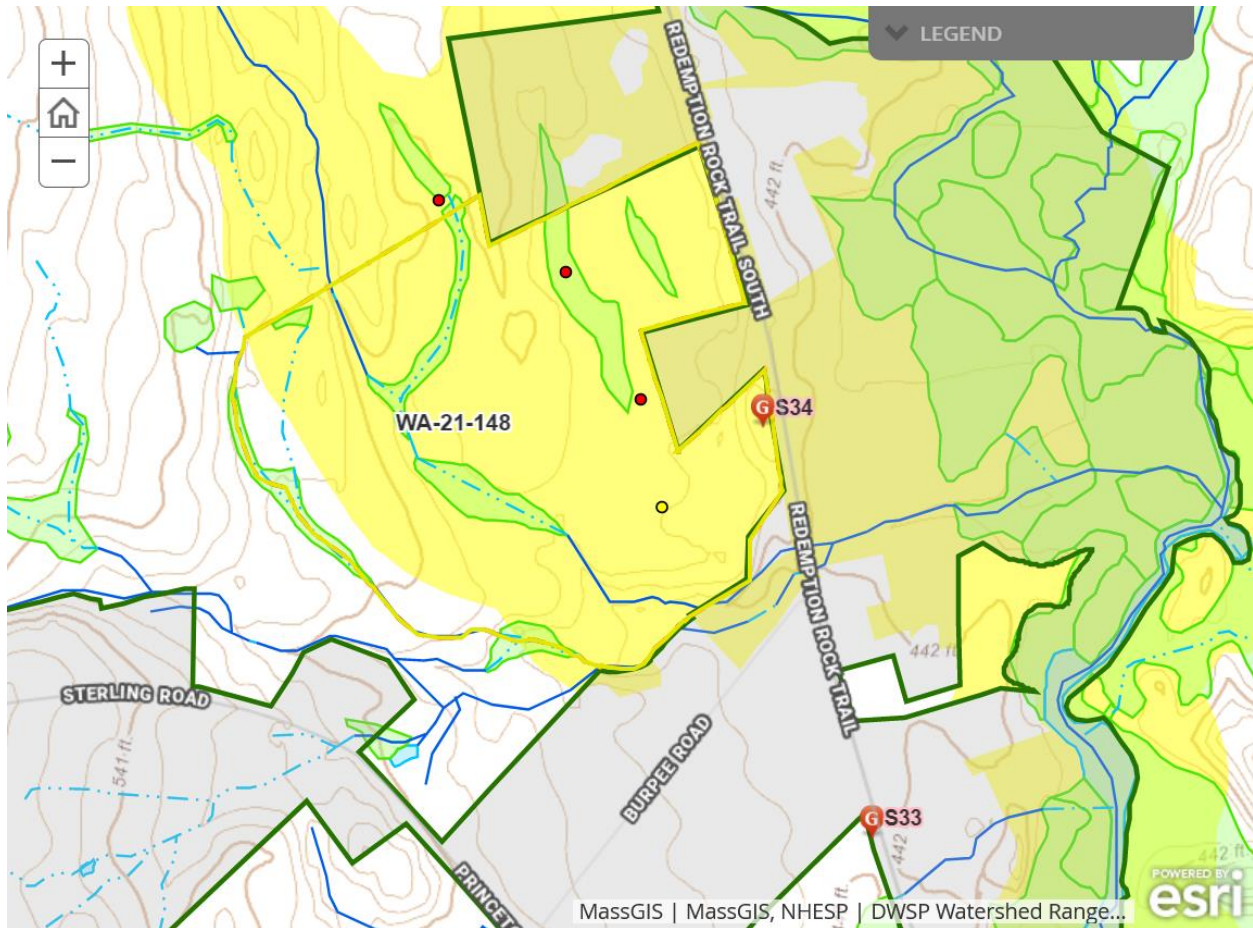 LEGEND
+
−
REDEMPTION ROCK TRAIL SOUTH
442 ft.
WA-21-148
G S34
REDEMPTION ROCK TRAIL
442 ft.
STERLING ROAD
541 ft.
BURPEE ROAD
G S33
442 ft.
442 ft.
PRINCET
POWERED BY
esri
MassGIS | MassGIS, NHESP | DWSP Watershed Range...